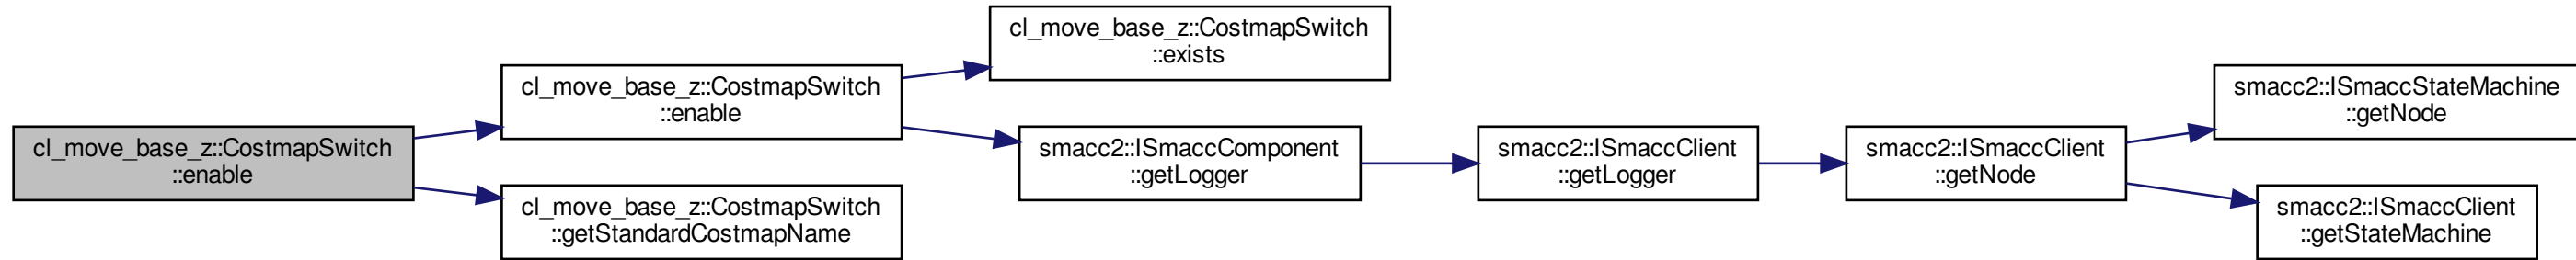 cl_move_base_z::CostmapSwitch
::enable
cl_move_base_z::CostmapSwitch
::enable
cl_move_base_z::CostmapSwitch
::getStandardCostmapName
cl_move_base_z::CostmapSwitch
::exists
smacc2::ISmaccComponent
::getLogger
smacc2::ISmaccClient
::getLogger
smacc2::ISmaccClient
::getNode
smacc2::ISmaccStateMachine
::getNode
smacc2::ISmaccClient
::getStateMachine